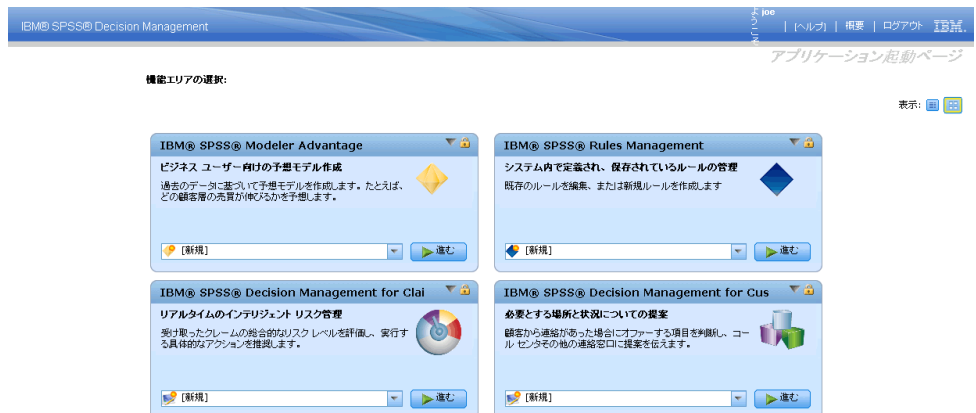 IBM® SPSS® Decision Management
ようこそ joe | [ヘルプ] | 概要 | ログアウト IBM.
アプリケーション起動ページ
機能エリアの選択:
表示:
IBM® SPSS® Modeler Advantage
ビジネス ユーザー向けの予想モデル作成
過去のデータに基づいて予想モデルを作成します。たとえば、
どの顧客層の売買が伸びるかを予想します。
[新規]
進む
IBM® SPSS® Rules Management
システム内で定義され、保存されているルールの管理
既存のルールを編集、または新規ルールを作成します
[新規]
進む
IBM® SPSS® Decision Management for Clai
リアルタイムのインテリジェント リスク管理
受け取ったクレームの総合的なリスク レベルを評価し、実行す
る具体的なアクションを推奨します。
[新規]
進む
IBM® SPSS® Decision Management for Cus
必要とする場所と状況についての提案
顧客から連絡があった場合にオファーする項目を判断し、コー
ル センタその他の連絡窓口に提案を伝えます。
[新規]
進む